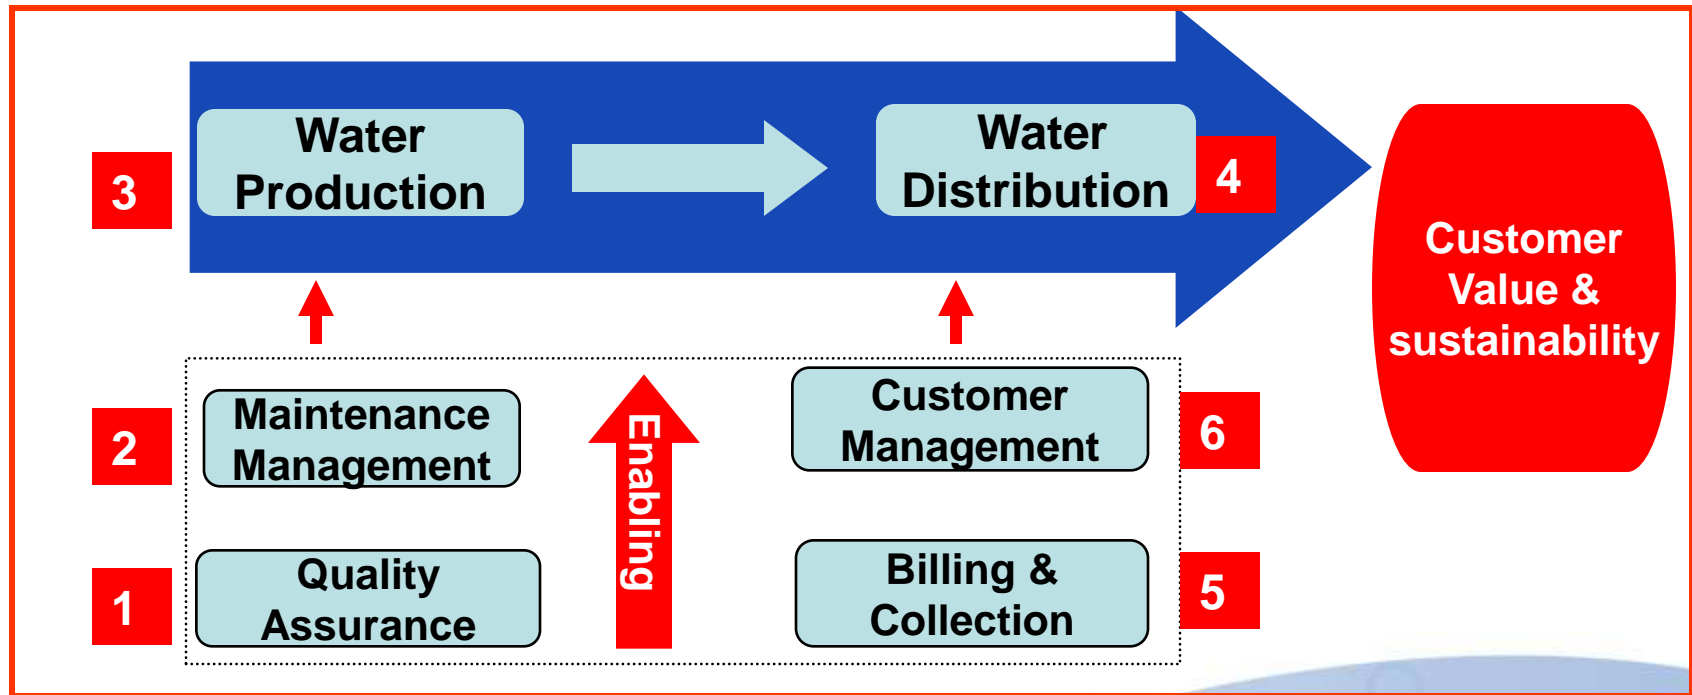 3
Water
Production
Water
Distribution
4
Customer
Value &
sustainability
2
Maintenance
Management
Enabling
Customer
Management
6
1
Quality
Assurance
Billing &
Collection
5